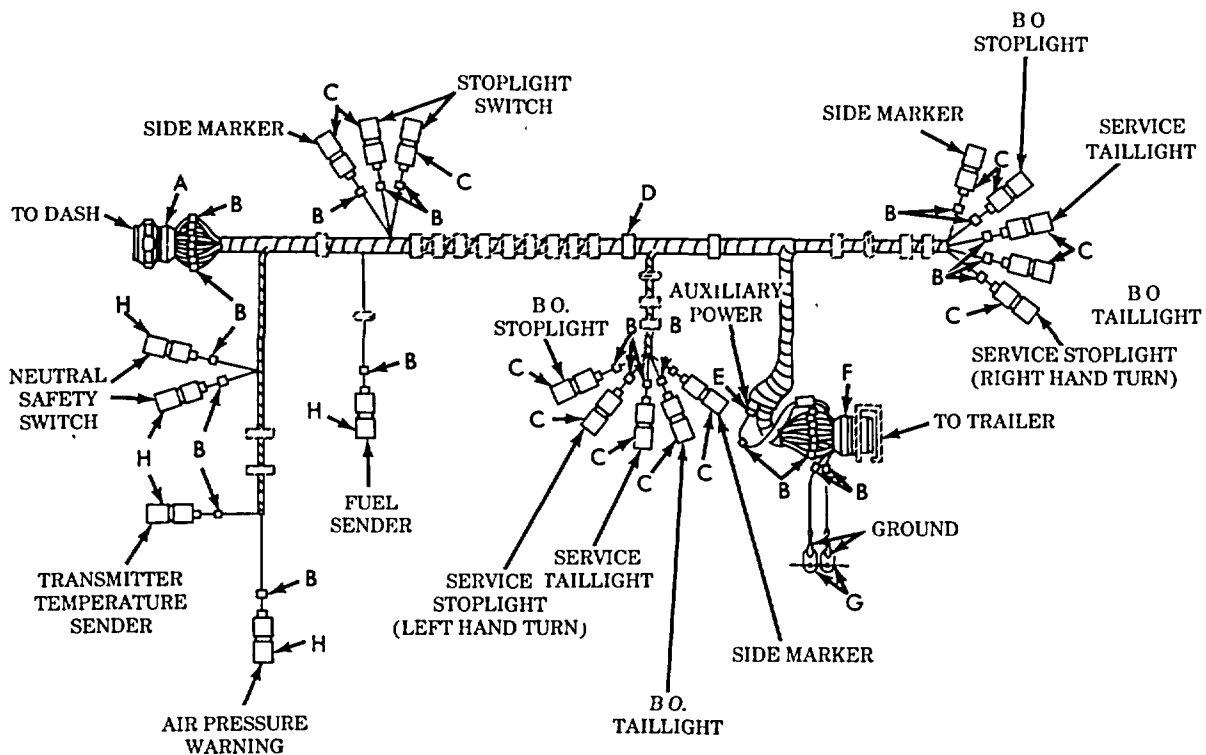 B O
STOPLIGHT
C
STOPLIGHT
SWITCH
SIDE MARKER
C
SIDE MARKER
SERVICE
TAILLIGHT
C
A
B
B
B
D
B
TO DASH
C
B
B
H
B
B O.
STOPLIGHT
B
B
AUXILIARY
POWER
C
B O
TAILLIGHT
SERVICE STOPLIGHT
(RIGHT HAND TURN)
NEUTRAL
SAFETY
SWITCH
B
B
C
E
F
TO TRAILER
H
C
H
B
C
C
C
B
B
H
FUEL
SENDER
GROUND
TRANSMITTER
TEMPERATURE
SENDER
B
SERVICE
TAILLIGHT
SERVICE
STOPLIGHT
(LEFT HAND TURN)
G
H
SIDE MARKER
B O.
TAILLIGHT
AIR PRESSURE
WARNING